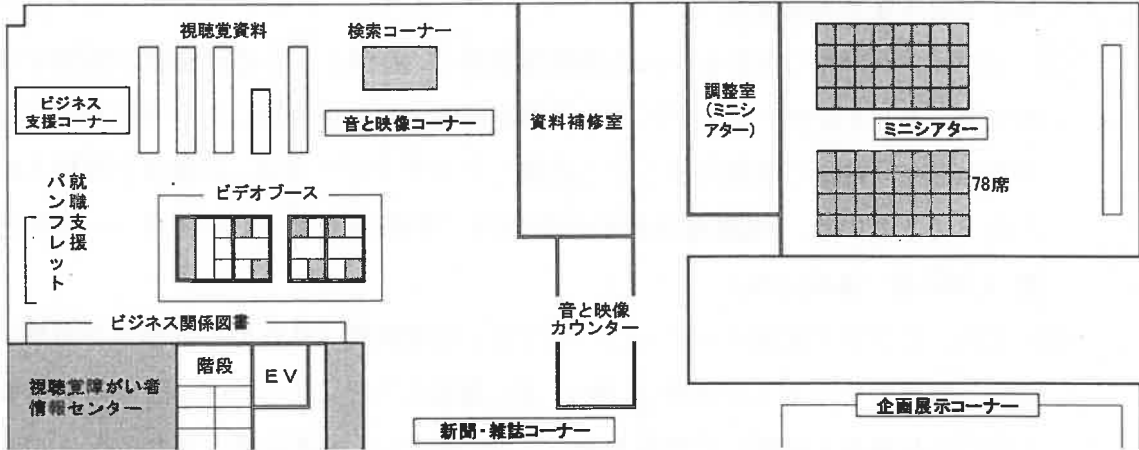 視聴覚資料
検索コーナー
ビジネス
支援コーナー
音と映像コーナー
資料補修室
調整室
(ミニシ
アター)
ミニシアター
78席
就職支援
パンフレット
ビデオブース
音と映像
カウンター
ビジネス関係図書
階段
EV
視聴覚障がい者
情報センター
新聞・雑誌コーナー
企画展示コーナー